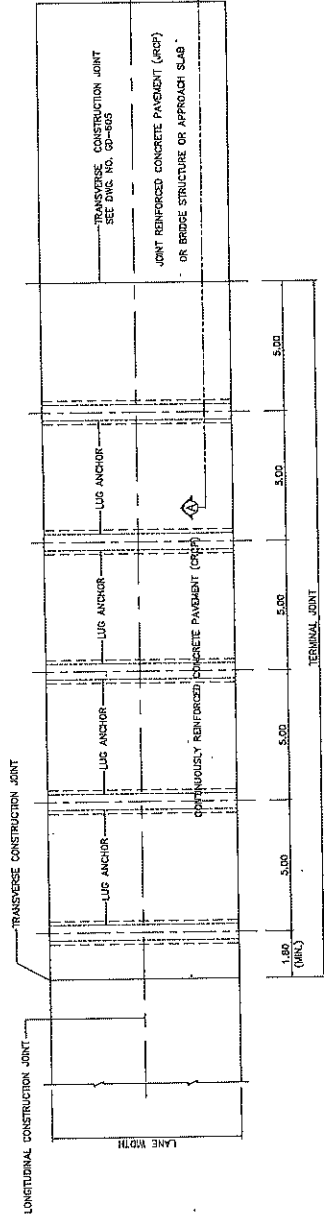 LONGITUDINAL CONSTRUCTION JOINT
TRANSVERSE CONSTRUCTION JOINT
LANE WIDTH
LUG ANCHOR
LUG ANCHOR
LUG ANCHOR
LUG ANCHOR
TRANSVERSE CONSTRUCTION JOINT
SEE DWG. NO. GD-605
CONTINUOUSLY REINFORCED CONCRETE PAVEMENT (CRCP)
A
JOINT REINFORCED CONCRETE PAVEMENT (JRCP)
OR BRIDGE STRUCTURE OR APPROACH SLAB
1.80
(MIN.)
5.00
5.00
5.00
5.00
5.00
TERMINAL JOINT